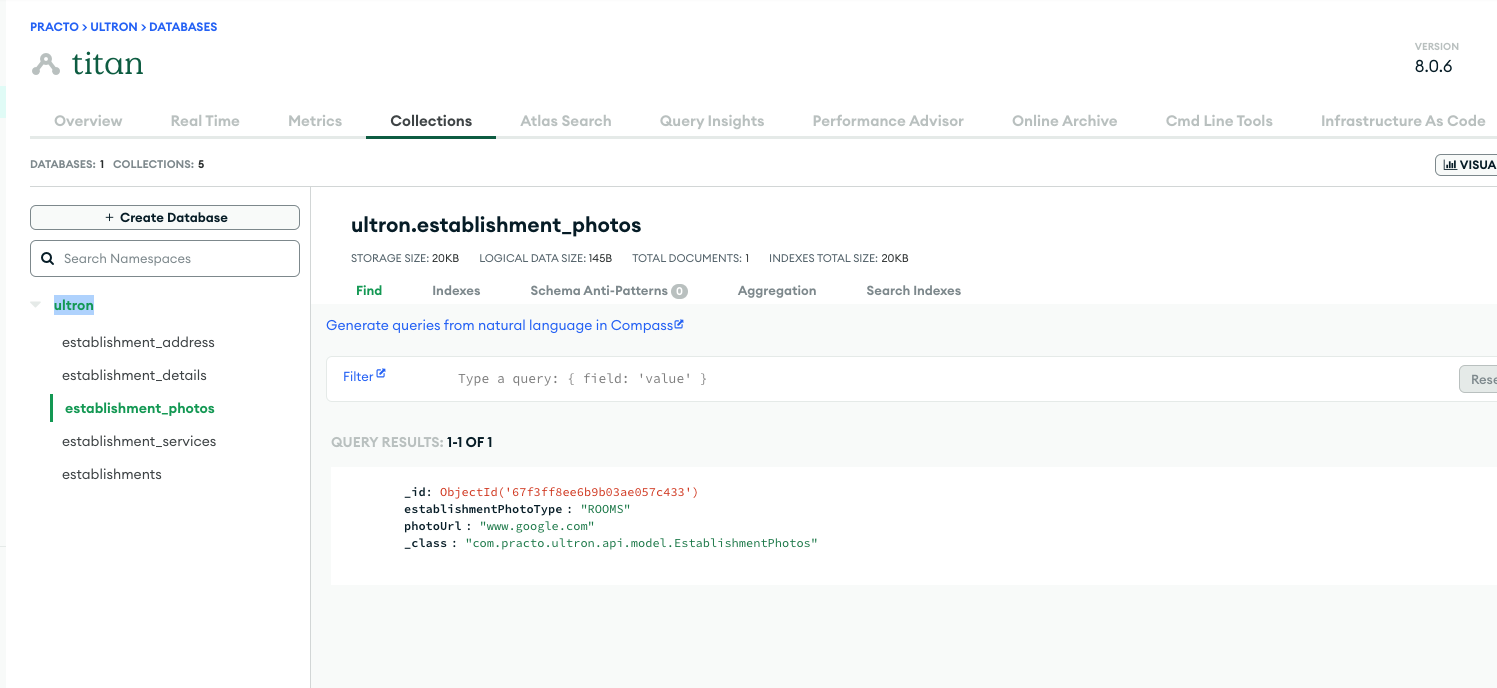 PRACTO > ULTRON > DATABASES
titan
VERSION
8.0.6
Overview Real Time Metrics Collections Atlas Search Query Insights Performance Advisor Online Archive Cmd Line Tools Infrastructure As Code
DATABASES: 1 COLLECTIONS: 5
VISUA
+ Create Database
Search Namespaces
ultron
establishment_address
establishment_details
establishment_photos
establishment_services
establishments
ultron.establishment_photos
STORAGE SIZE: 20KB LOGICAL DATA SIZE: 145B TOTAL DOCUMENTS: 1 INDEXES TOTAL SIZE: 20KB
Find Indexes Schema Anti-Patterns 0 Aggregation Search Indexes
Generate queries from natural language in Compass
Filter Type a query: { field: 'value' } Rese
QUERY RESULTS: 1-1 OF 1
_id: ObjectId('67f3ff8ee6b9b03ae057c433')
establishmentPhotoType : "ROOMS"
photoUrl : "www.google.com"
_class : "com.practo.ultron.api.model.EstablishmentPhotos"